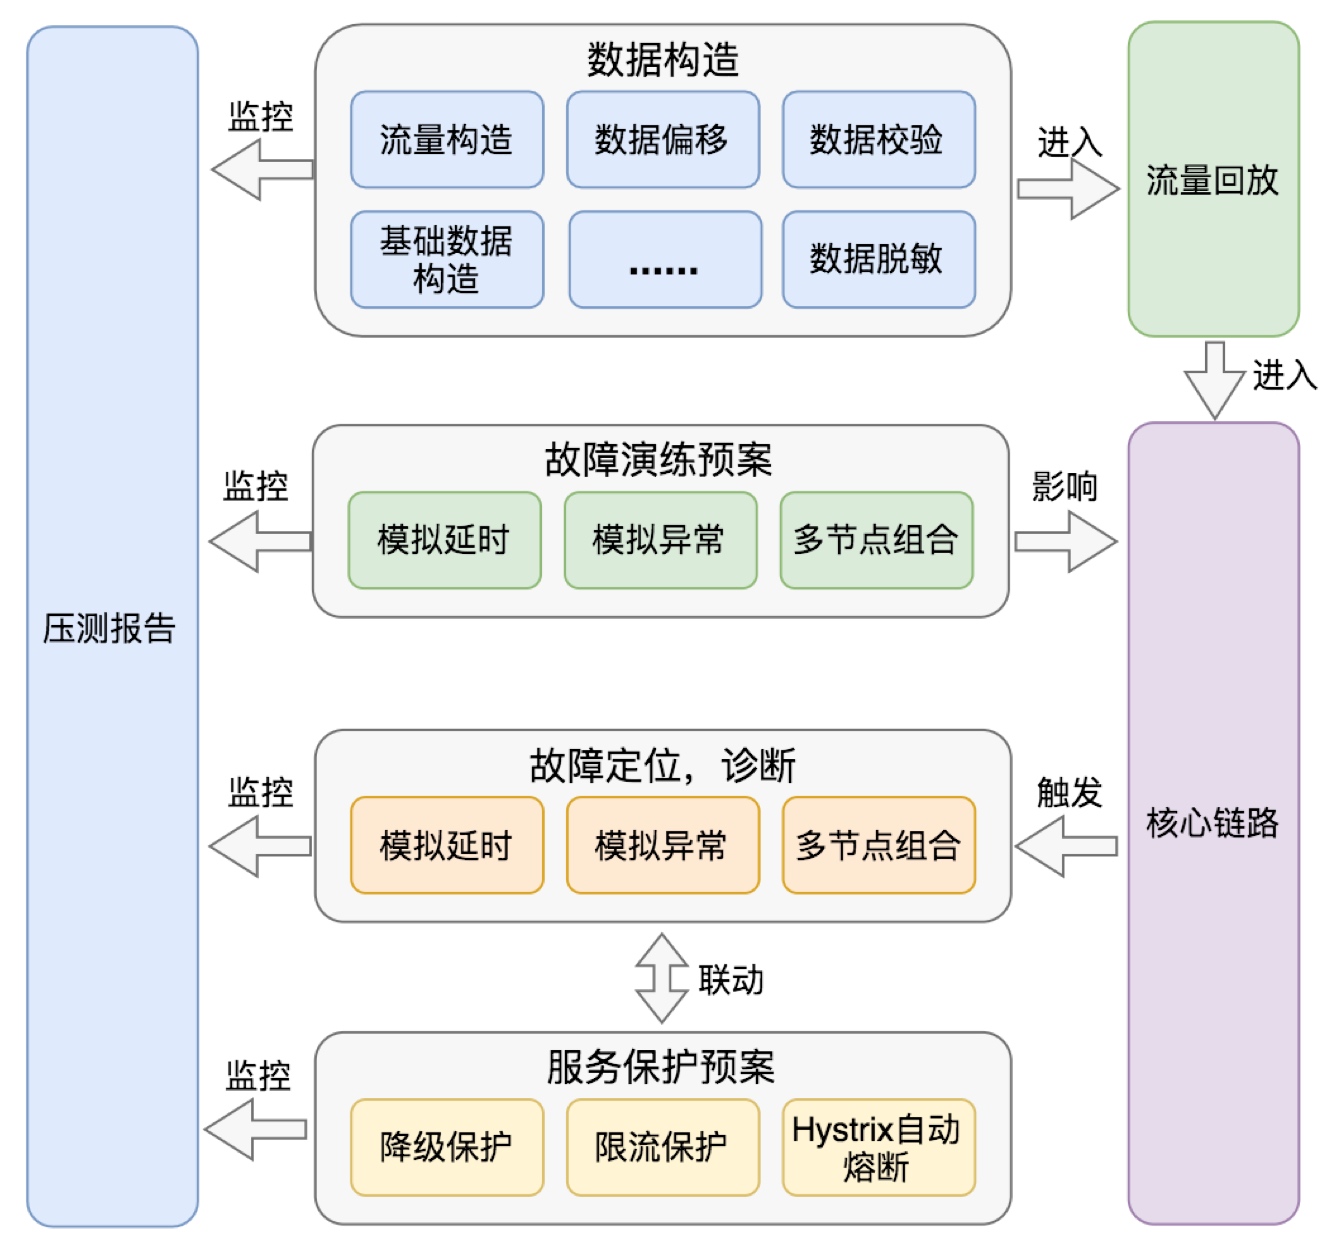 数据构造
监控
流量构造
数据偏移
数据校验
进入
流量回放
基础数据
构造
......
数据脱敏
进入
故障演练预案
监控
模拟延时
模拟异常
多节点组合
影响
压测报告
故障定位，诊断
监控
模拟延时
模拟异常
多节点组合
触发
核心链路
联动
服务保护预案
监控
降级保护
限流保护
Hystrix自动
熔断